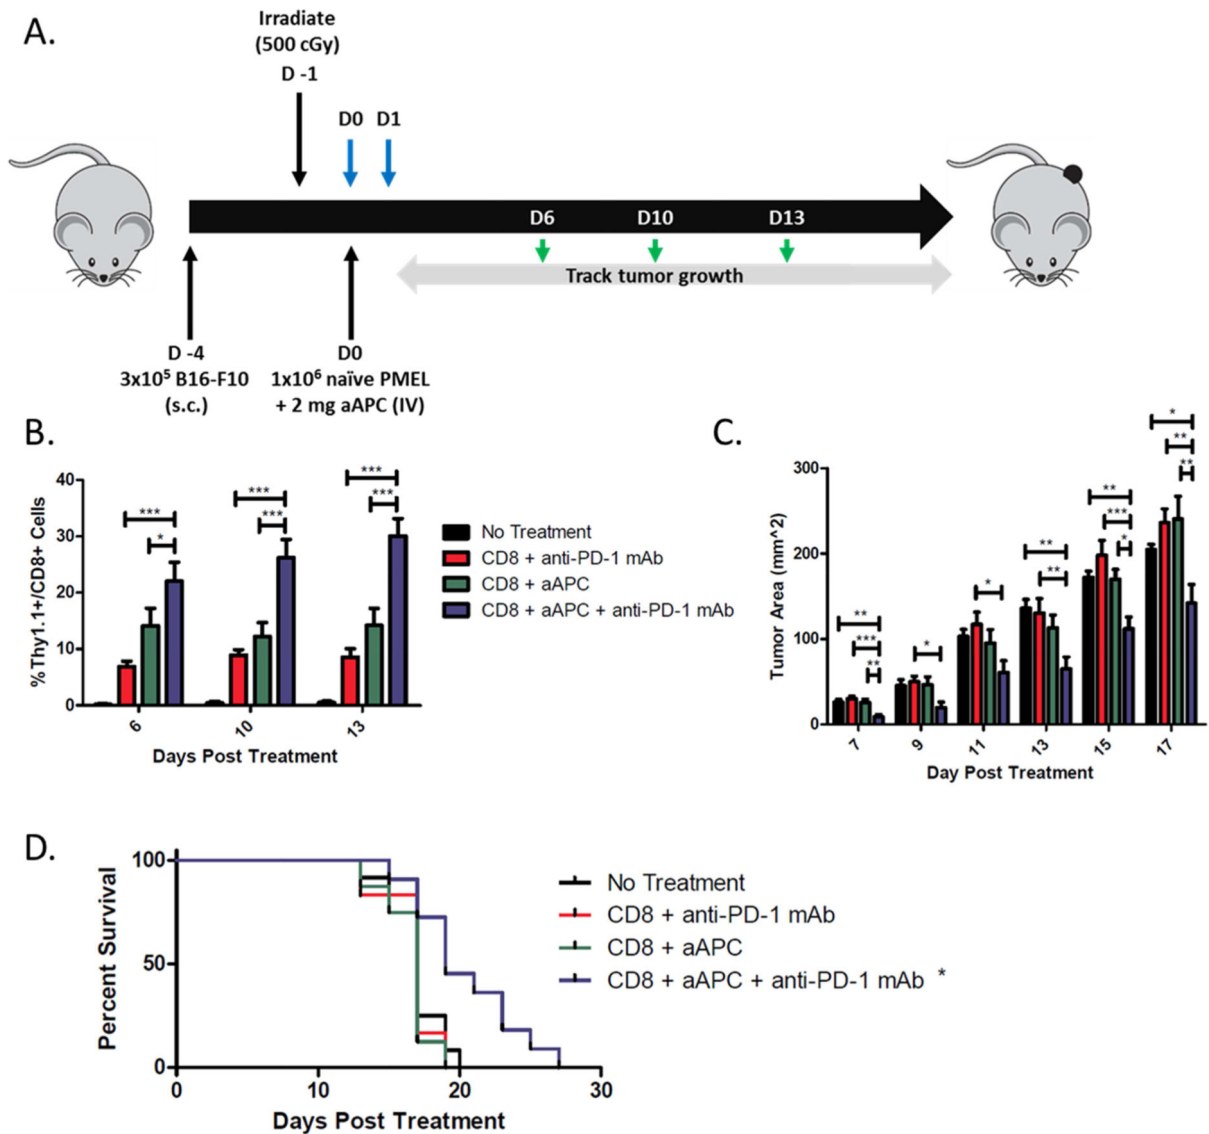 A.
Irradiate
(500 cGy)
D -1
D0 D1
D6 D10 D13
Track tumor growth
D -4
3x10⁵ B16-F10
(s.c.)
D0
1x10⁶ naïve PMEL
+ 2 mg aAPC (IV)
B.
%Thy1.1+/CD8+ Cells
40
30
20
10
0
***
*
***
***
***
***
6 10 13
Days Post Treatment
No Treatment
CD8 + anti-PD-1 mAb
CD8 + aAPC
CD8 + aAPC + anti-PD-1 mAb
C.
Tumor Area (mm^2)
300
200
100
0
**
***
**
*
*
**
**
**
***
*
*
**
**
7 9 11 13 15 17
Day Post Treatment
D.
Percent Survival
100
50
0
0 10 20 30
Days Post Treatment
No Treatment
CD8 + anti-PD-1 mAb
CD8 + aAPC
CD8 + aAPC + anti-PD-1 mAb *